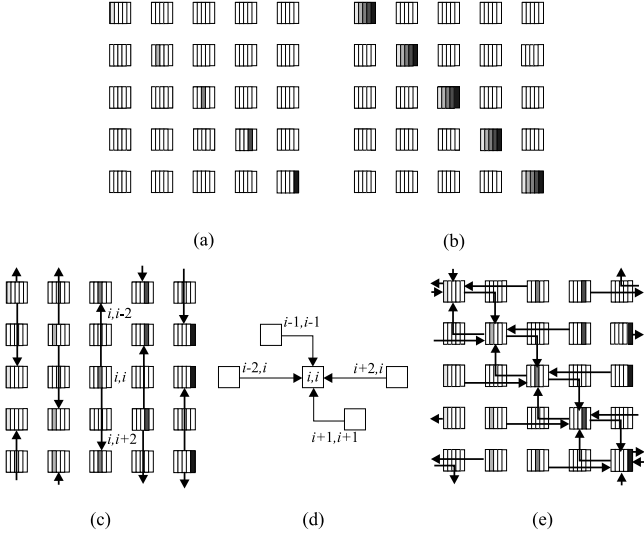 (a)
(b)
i,i-2
i,i
i,i+2
i-1,i-1
i-2,i
i,i
i+2,i
i+1,i+1
(c)
(d)
(e)